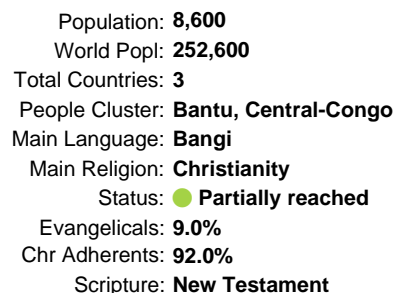 Population: 8,600
World Popl: 252,600
Total Countries: 3
People Cluster: Bantu, Central-Congo
Main Language: Bangi
Main Religion: Christianity
Status: Partially reached
Evangelicals: 9.0%
Chr Adherents: 92.0%
Scripture: New Testament